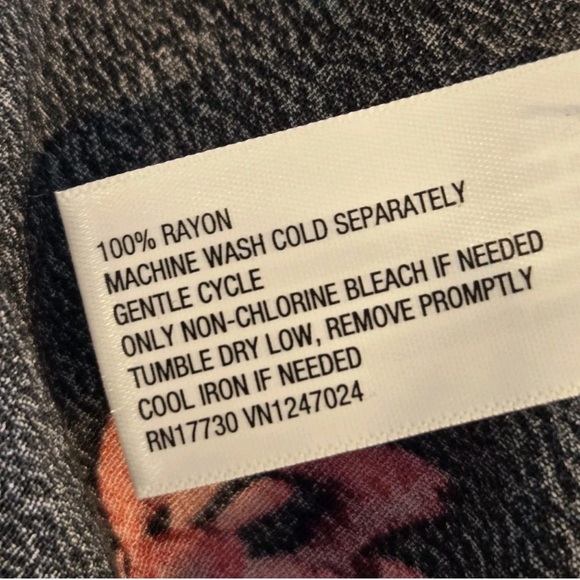 100% RAYON
MACHINE WASH COLD SEPARATELY
GENTLE CYCLE
ONLY NON-CHLORINE BLEACH IF NEEDED
TUMBLE DRY LOW, REMOVE PROMPTLY
COOL IRON IF NEEDED
RN17730 VN1247024